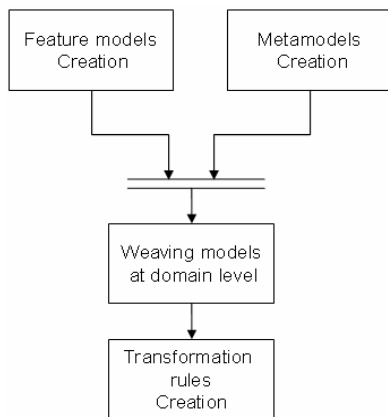 Feature models
Creation
Metamodels
Creation
Weaving models
at domain level
Transformation
rules
Creation